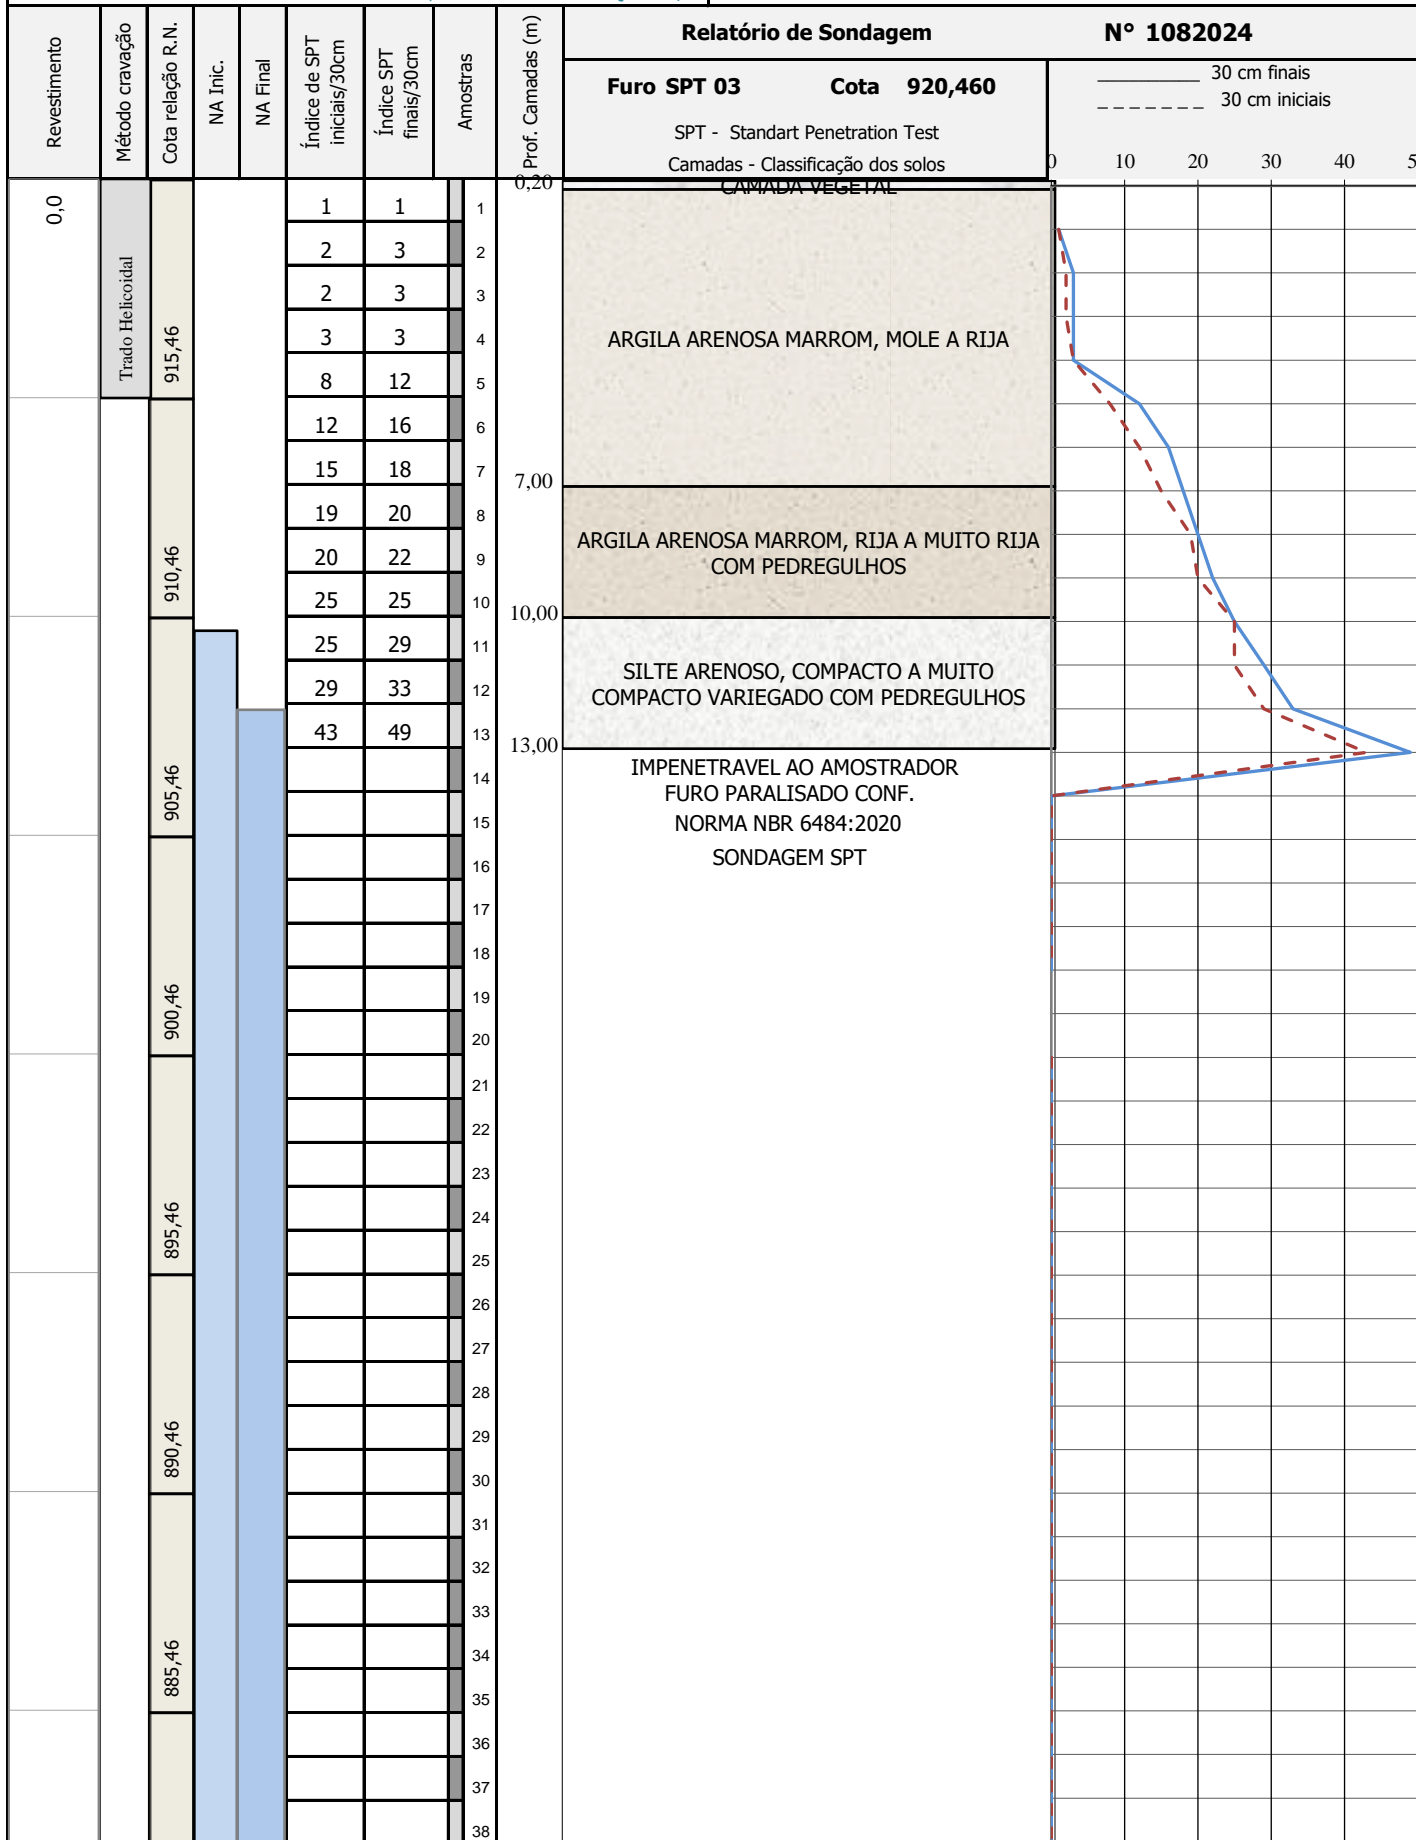 Relatório de Sondagem N° 1082024
Revestimento
Método cravação
Cota relação R.N.
NA Inic.
NA Final
Índice de SPT
iniciais/30cm
Índice SPT
finais/30cm
Amostras
Prof. Camadas (m)
Furo SPT 03 Cota 920,460
SPT - Standart Penetration Test
Camadas - Classificação dos solos
30 cm finais
30 cm iniciais
0 10 20 30 40 5
0,0
Trado Helicoidal
915,46
910,46
905,46
900,46
895,46
890,46
885,46
1 1 1
2 3 2
2 3 3
3 3 4
8 12 5
12 16 6
15 18 7
19 20 8
20 22 9
25 25 10
25 29 11
29 33 12
43 49 13
14
15
16
17
18
19
20
21
22
23
24
25
26
27
28
29
30
31
32
33
34
35
36
37
38
0,20
CAMADA VEGETAL
ARGILA ARENOSA MARROM, MOLE A RIJA
7,00
ARGILA ARENOSA MARROM, RIJA A MUITO RIJA
COM PEDREGULHOS
10,00
SILTE ARENOSO, COMPACTO A MUITO
COMPACTO VARIEGADO COM PEDREGULHOS
13,00
IMPENETRAVEL AO AMOSTRADOR
FURO PARALISADO CONF.
NORMA NBR 6484:2020
SONDAGEM SPT